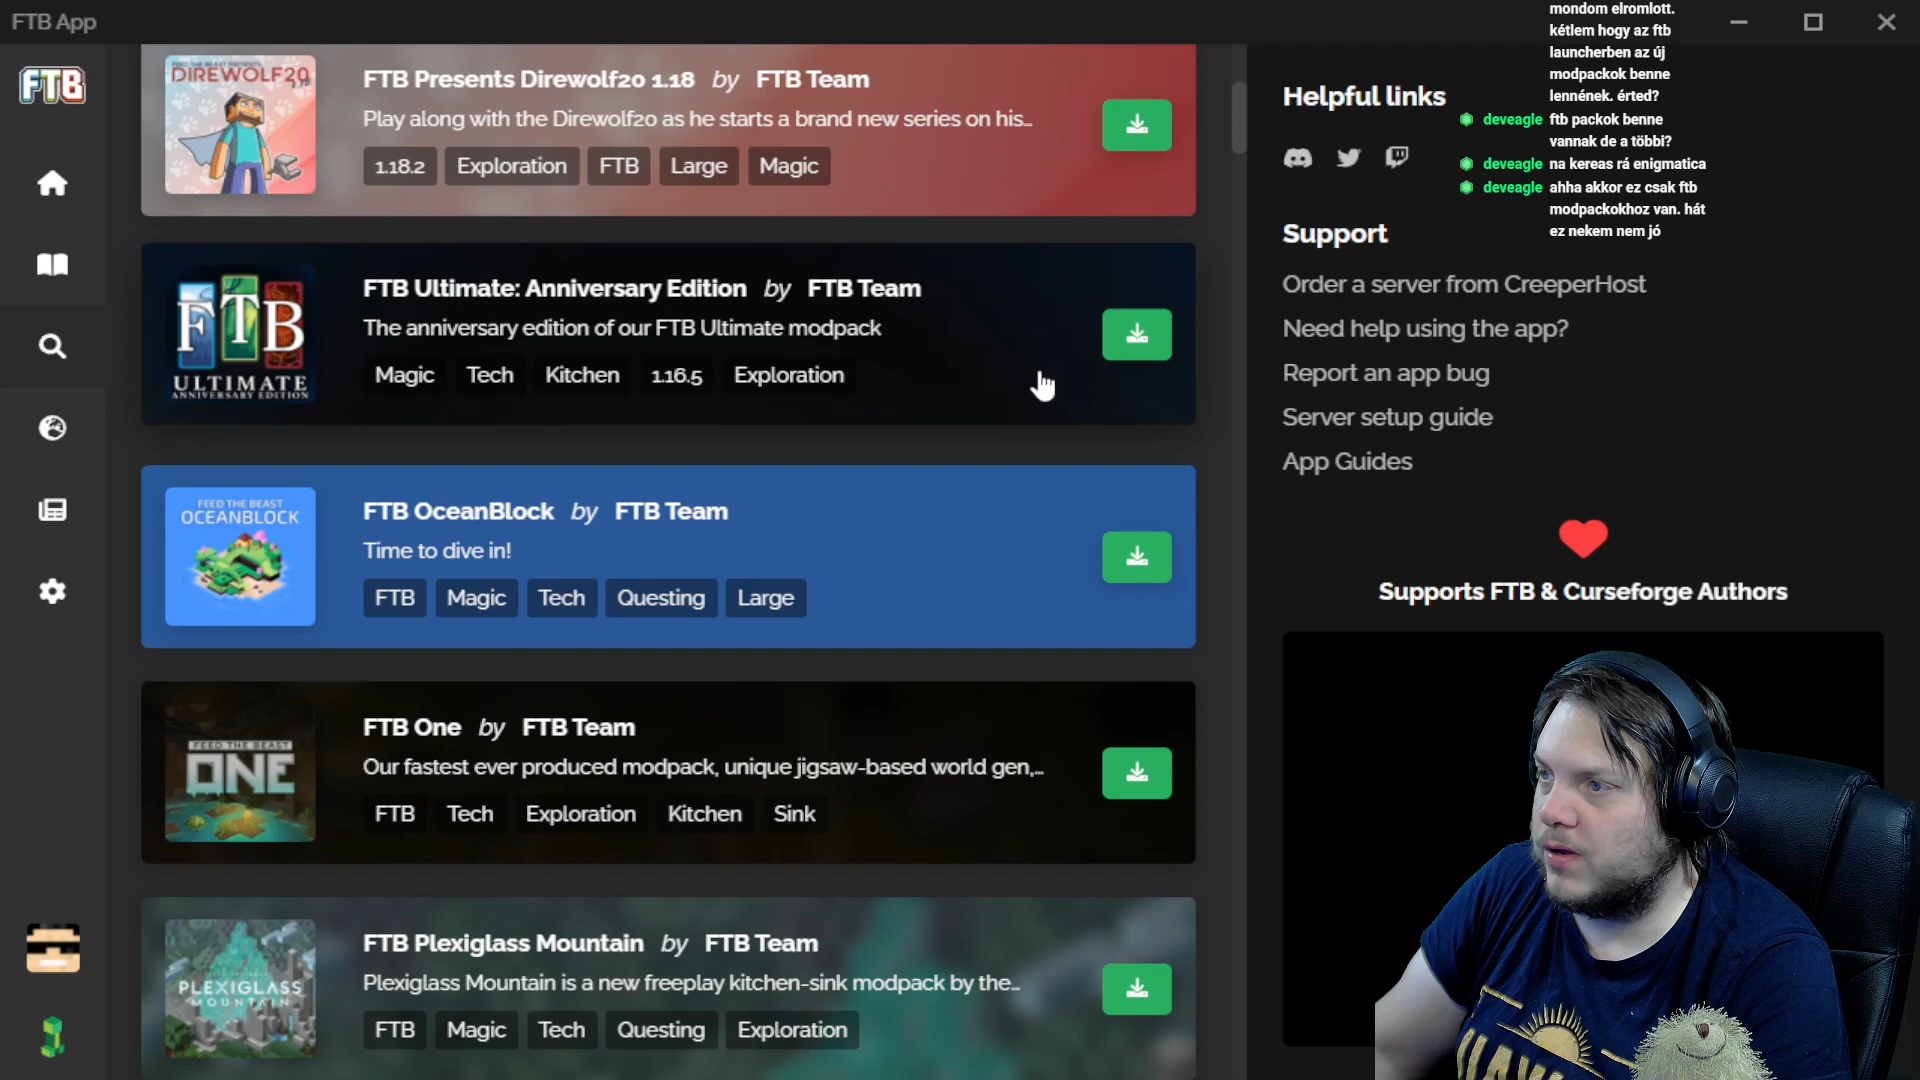 FTB App
FTB
DIREWOLF20
FTB Presents Direwolf20 1.18 by FTB Team
Play along with the Direwolf20 as he starts a brand new series on his...
1.18.2 Exploration FTB Large Magic
FTB
ULTIMATE
ANNIVERSARY EDITION
FTB Ultimate: Anniversary Edition by FTB Team
The anniversary edition of our FTB Ultimate modpack
Magic Tech Kitchen 1.16.5 Exploration
FEED THE BEAST
OCEANBLOCK
FTB OceanBlock by FTB Team
Time to dive in!
FTB Magic Tech Questing Large
FEED THE BEAST
ONE
FTB One by FTB Team
Our fastest ever produced modpack, unique jigsaw-based world gen,...
FTB Tech Exploration Kitchen Sink
PLEXIGLASS
MOUNTAIN
FTB Plexiglass Mountain by FTB Team
Plexiglass Mountain is a new freeplay kitchen-sink modpack by the...
FTB Magic Tech Questing Exploration
mondom elromlott.
kétlem hogy az ftb
launcherben az új
modpackok benne
lennének. érted?
deveagle ftb packok benne
vannak de a többi?
deveagle na kereas rá enigmatica
deveagle ahha akkor ez csak ftb
modpackokhoz van. hát
ez nekem nem jó
Helpful links
Support
Order a server from CreeperHost
Need help using the app?
Report an app bug
Server setup guide
App Guides
Supports FTB & Curseforge Authors